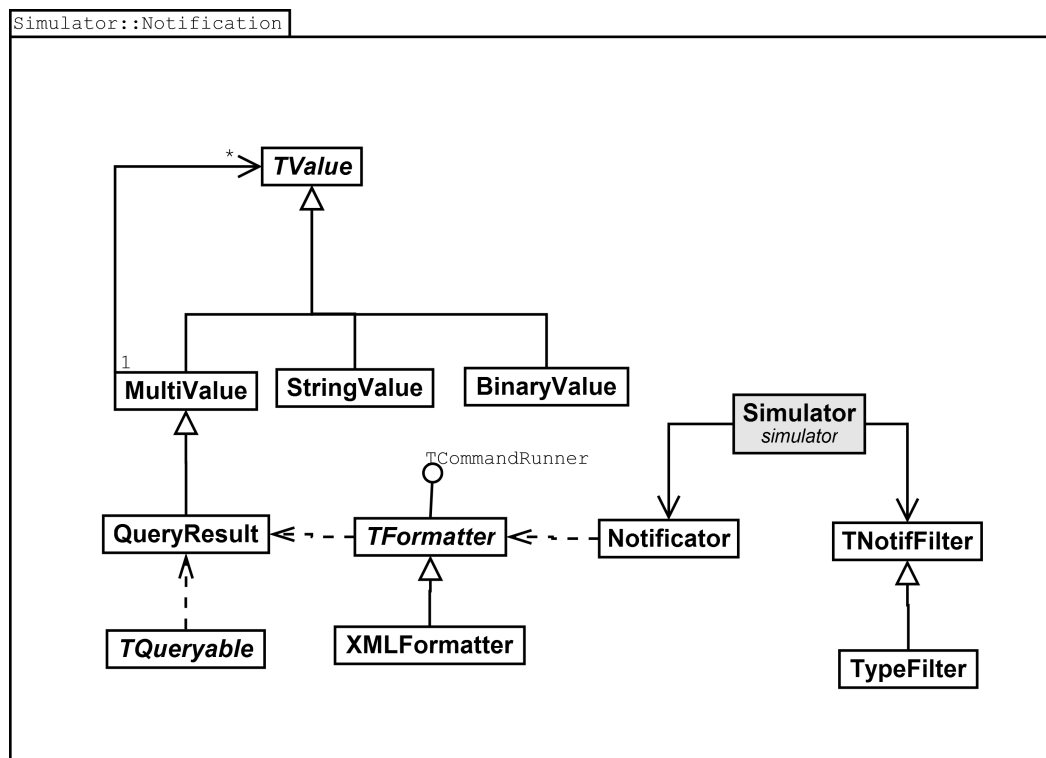 Simulator::Notification
*
TValue
1
MultiValue
StringValue
BinaryValue
Simulator
simulator
TCommandRunner
QueryResult
TFormatter
Notificator
TNotifFilter
TQueryable
XMLFormatter
TypeFilter